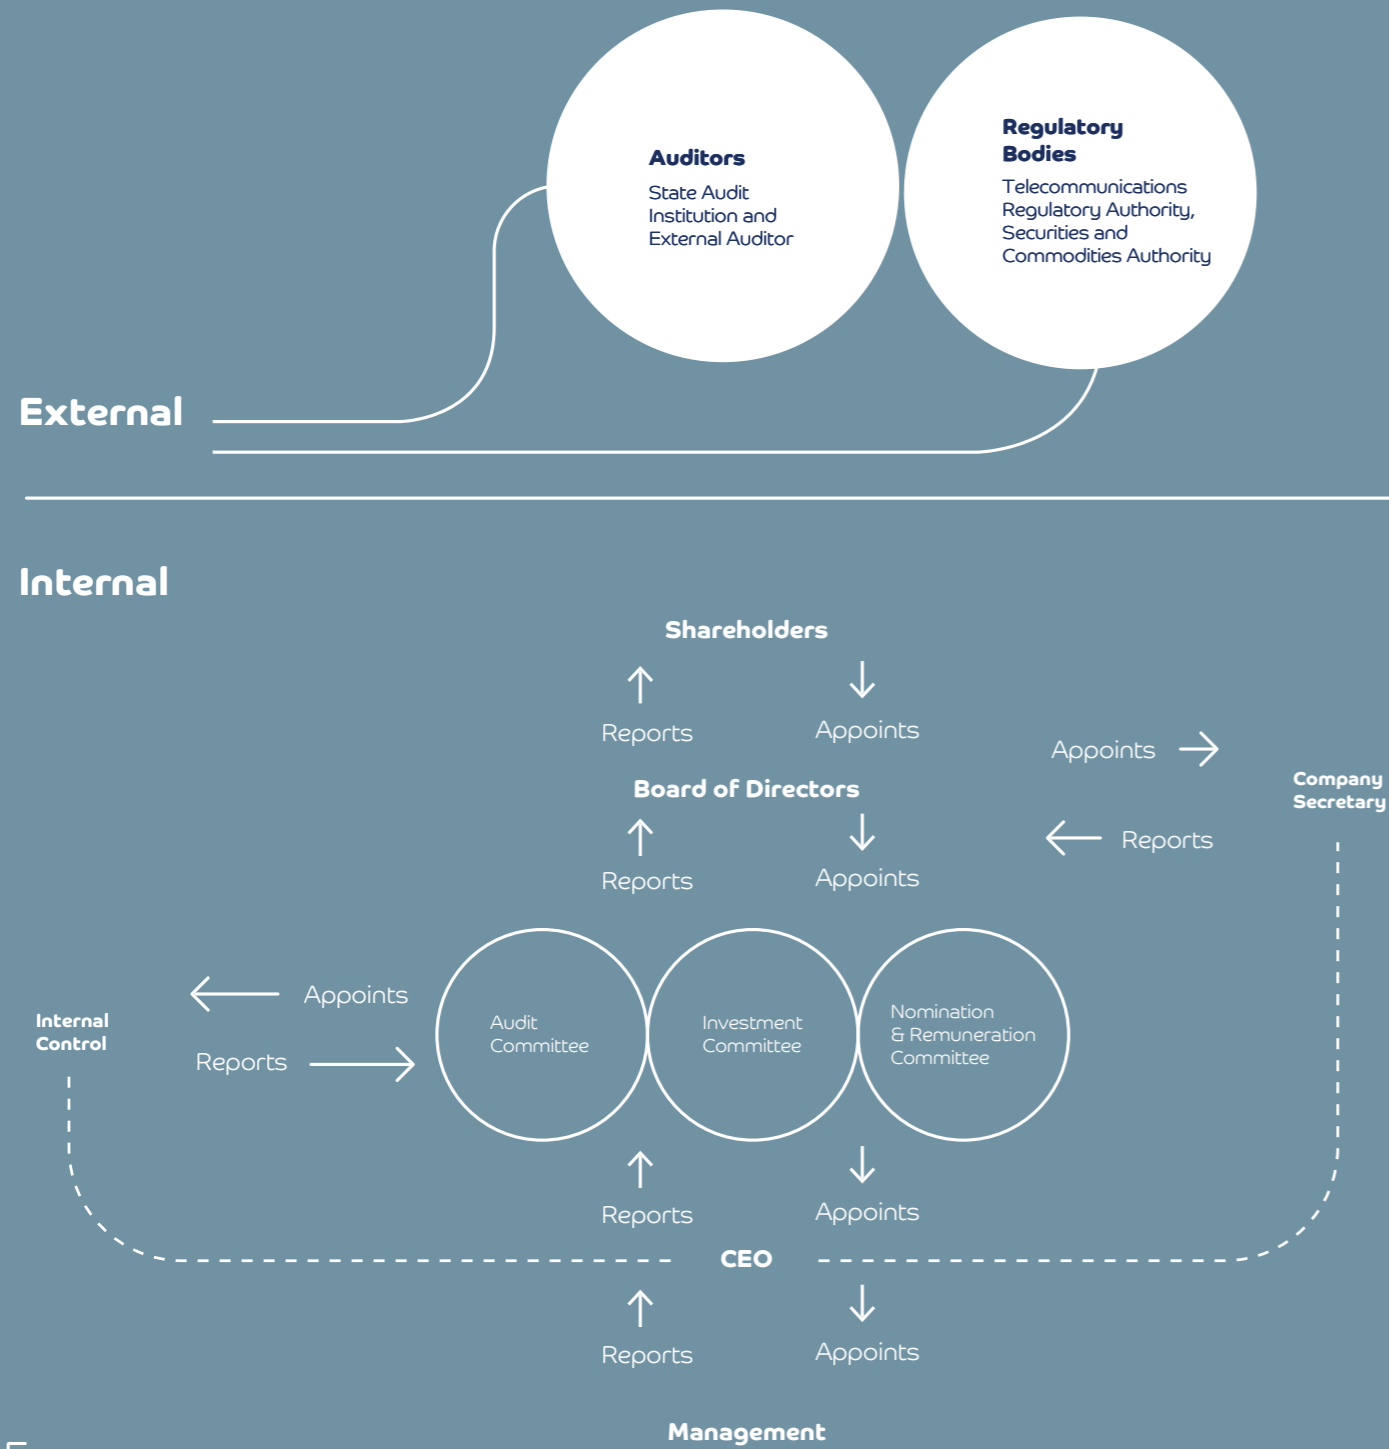 Auditors
State Audit
Institution and
External Auditor
Regulatory
Bodies
Telecommunications
Regulatory Authority,
Securities and
Commodities Authority
External
Internal
Shareholders
Reports
Appoints
Appoints
Board of Directors
Company
Secretary
Reports
Reports
Appoints
Appoints
Internal
Control
Reports
Audit
Committee
Investment
Committee
Nomination
& Remuneration
Committee
Reports
Appoints
CEO
Reports
Appoints
Management